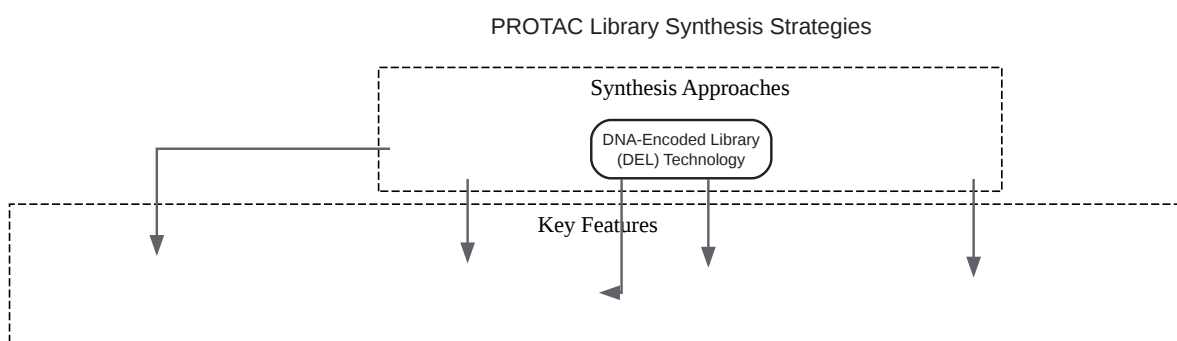 PROTAC Library Synthesis Strategies
Synthesis Approaches
DNA-Encoded Library
(DEL) Technology
Key Features